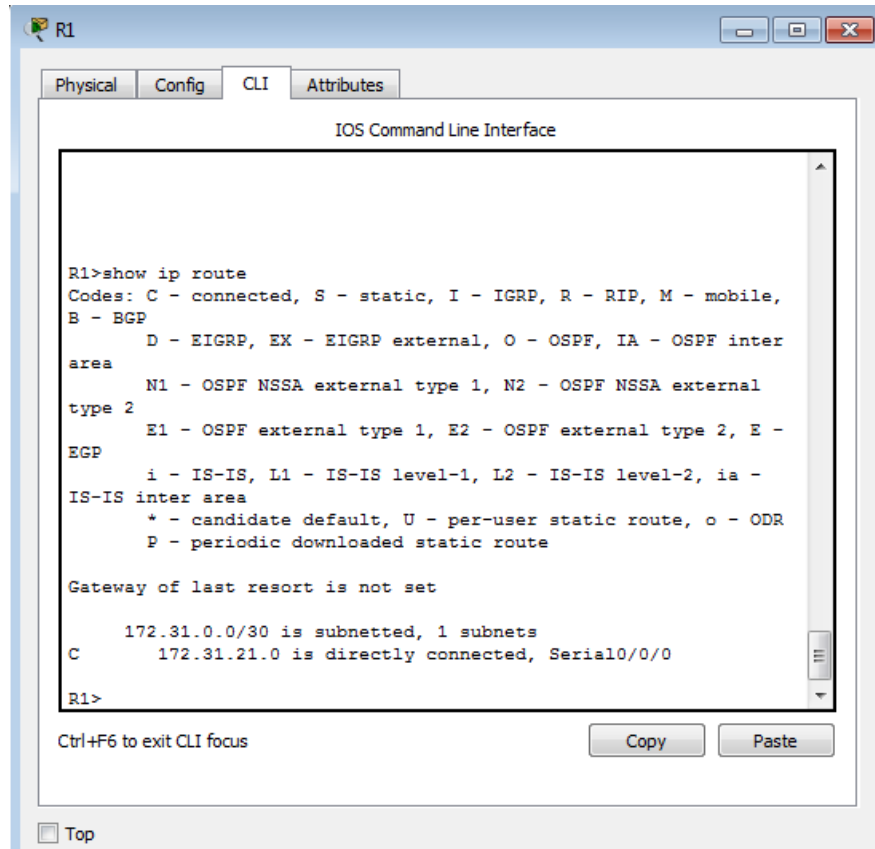 R1
Physical Config CLI Attributes
IOS Command Line Interface
R1>show ip route
Codes: C - connected, S - static, I - IGRP, R - RIP, M - mobile,
B - BGP
D - EIGRP, EX - EIGRP external, O - OSPF, IA - OSPF inter
area
N1 - OSPF NSSA external type 1, N2 - OSPF NSSA external
type 2
E1 - OSPF external type 1, E2 - OSPF external type 2, E -
EGP
i - IS-IS, L1 - IS-IS level-1, L2 - IS-IS level-2, ia -
IS-IS inter area
* - candidate default, U - per-user static route, o - ODR
P - periodic downloaded static route
Gateway of last resort is not set
172.31.0.0/30 is subnetted, 1 subnets
C 172.31.21.0 is directly connected, Serial0/0/0
R1>
Ctrl+F6 to exit CLI focus Copy Paste
Top